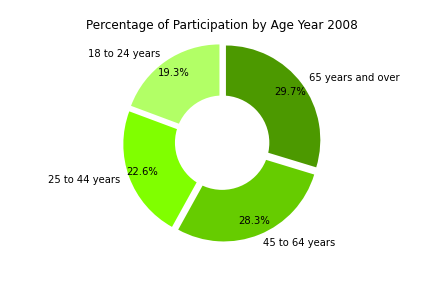 Percentage of Participation by Age Year 2008
18 to 24 years
19.3%
65 years and over
29.7%
25 to 44 years
22.6%
28.3%
45 to 64 years